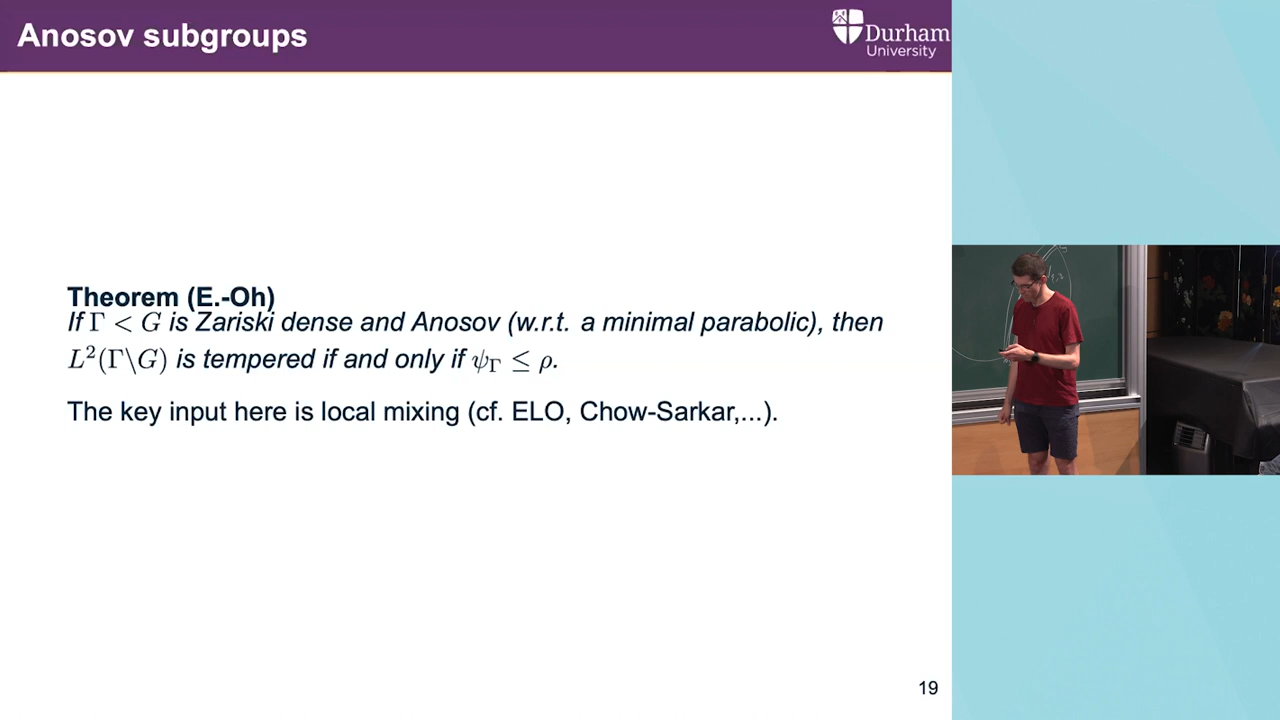 Anosov subgroups
Durham
University
Theorem (E.-Oh)
If Γ < G is Zariski dense and Anosov (w.r.t. a minimal parabolic), then
L²(Γ\G) is tempered if and only if ψ_Γ ≤ ρ.
The key input here is local mixing (cf. ELO, Chow-Sarkar,...).
19